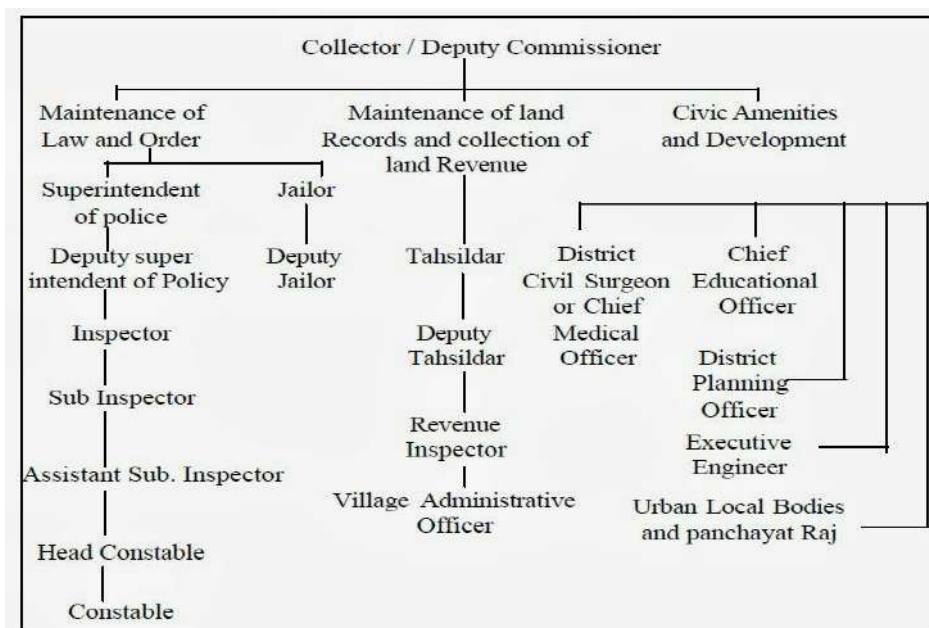 Collector / Deputy Commissioner
Maintenance of
Law and Order
Maintenance of land
Records and collection of
land Revenue
Civic Amenities
and Development
Superintendent
of police
Jailor
Deputy super
intendent of Policy
Deputy
Jailor
Tahsildar
District
Civil Surgeon
or Chief
Medical
Officer
Chief
Educational
Officer
Inspector
Deputy
Tahsildar
District
Planning
Officer
Sub Inspector
Revenue
Inspector
Executive
Engineer
Assistant Sub. Inspector
Village Administrative
Officer
Urban Local Bodies
and panchayat Raj
Head Constable
Constable